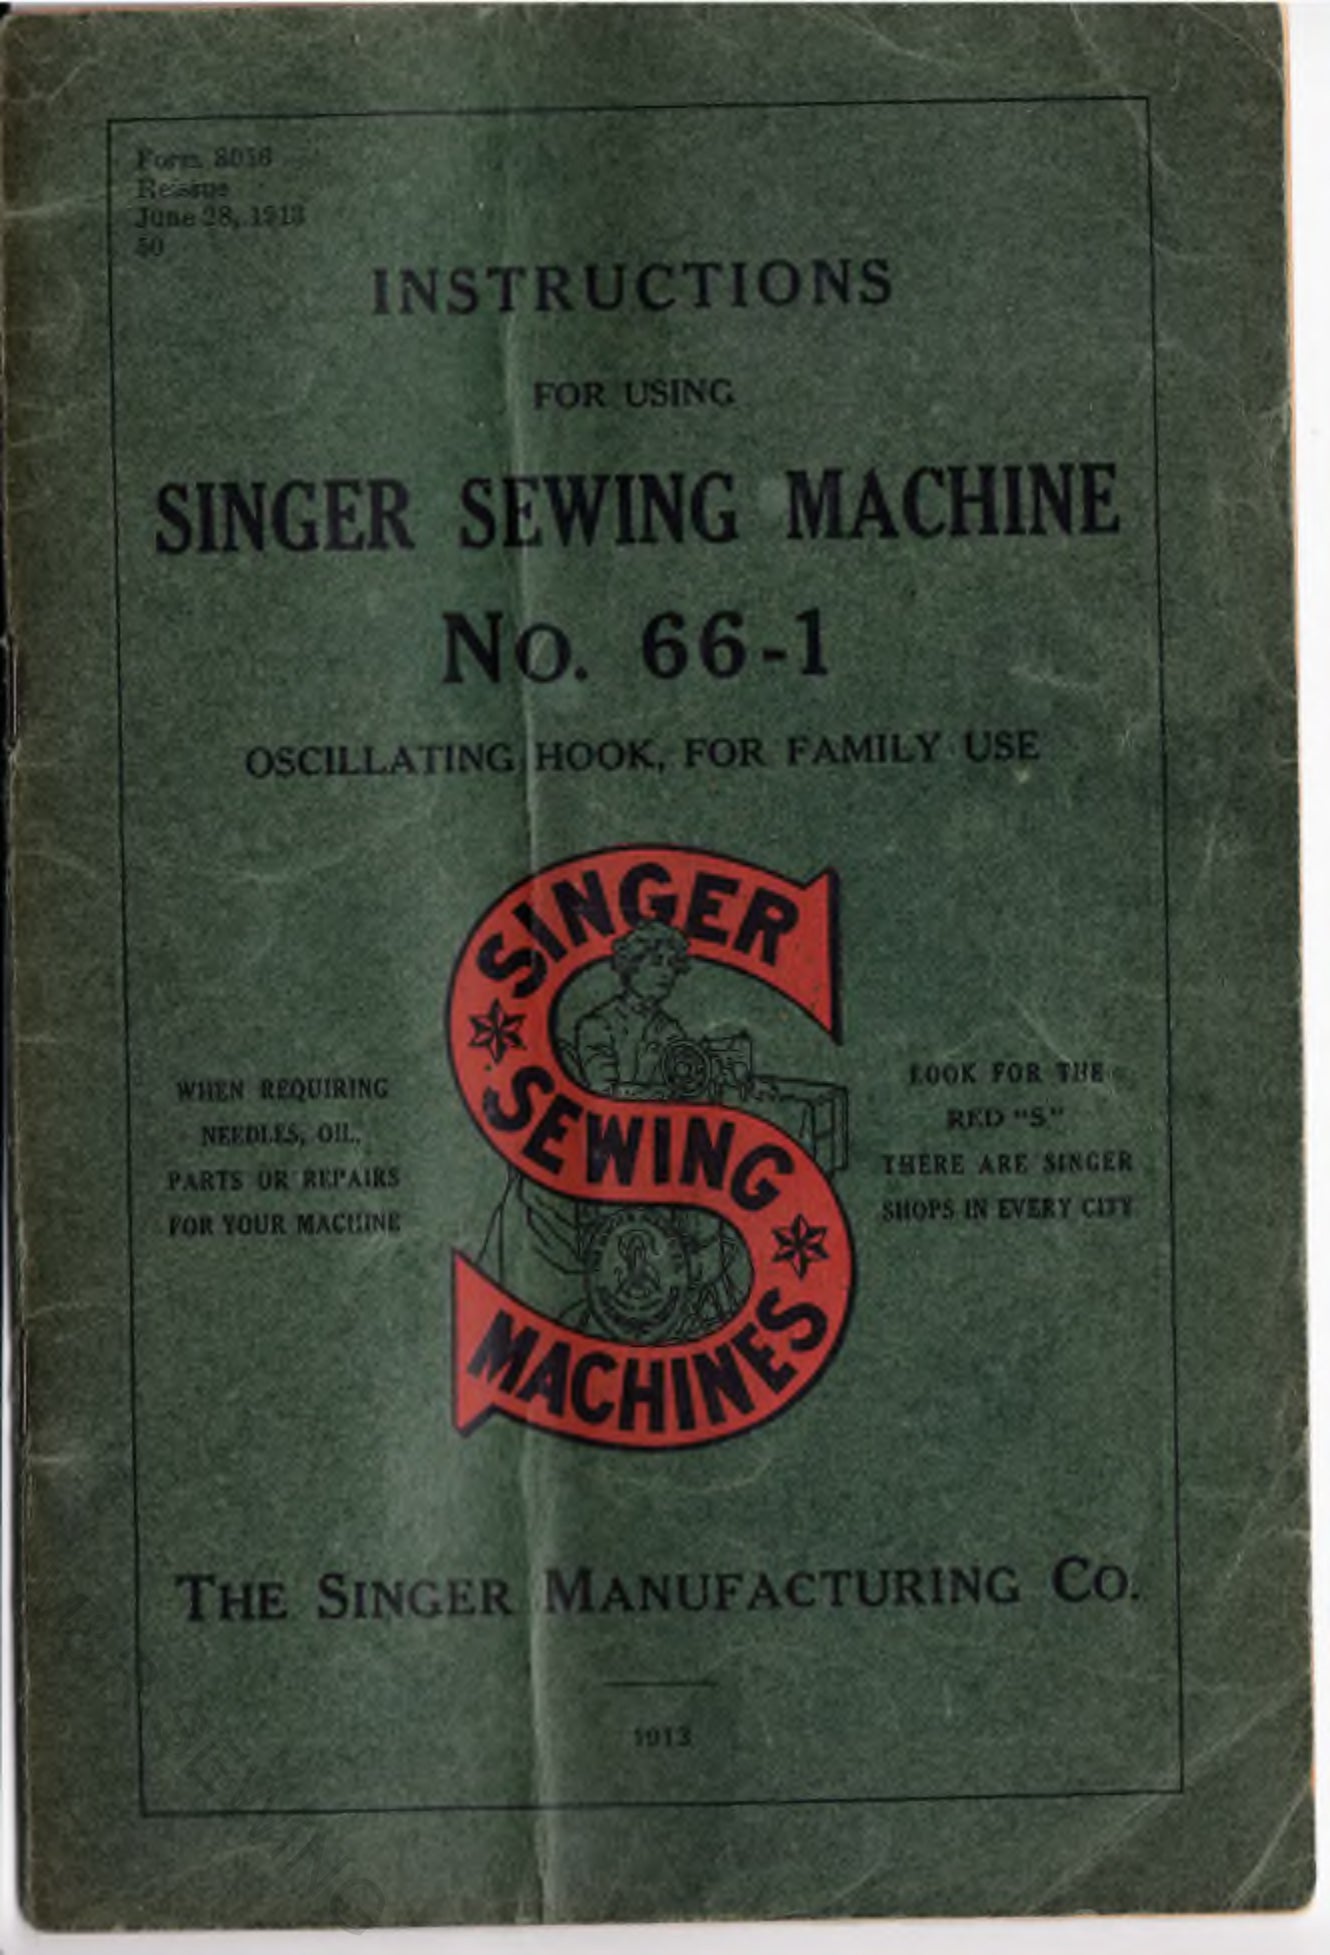 Form 8056
Reissue
June 28, 1913
50
INSTRUCTIONS
FOR USING
SINGER SEWING MACHINE
No. 66-1
OSCILLATING HOOK, FOR FAMILY USE
SINGER
SEWING
MACHINES
WHEN REQUIRING
NEEDLES, OIL,
PARTS OR REPAIRS
FOR YOUR MACHINE
LOOK FOR THE
RED "S."
THERE ARE SINGER
SHOPS IN EVERY CITY
THE SINGER MANUFACTURING CO.
1913